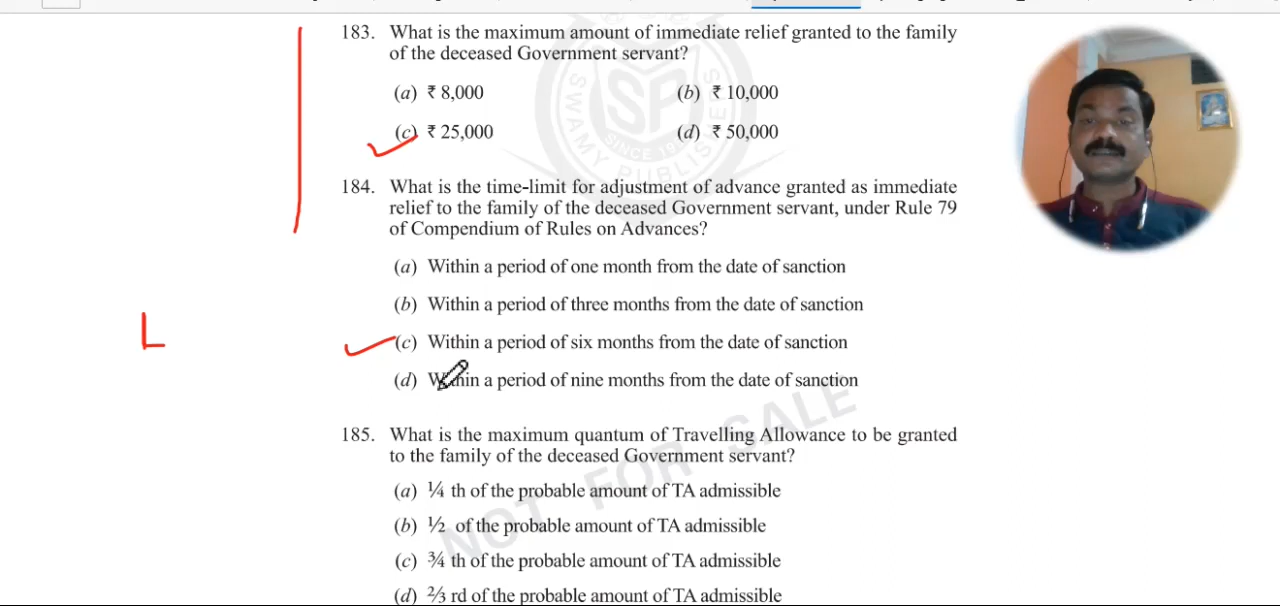 183. What is the maximum amount of immediate relief granted to the family
of the deceased Government servant?
(a) ₹ 8,000 (b) ₹ 10,000
(c) ₹ 25,000 (d) ₹ 50,000
SWAMY PUBLISHERS
SP
SINCE 19
184. What is the time-limit for adjustment of advance granted as immediate
relief to the family of the deceased Government servant, under Rule 79
of Compendium of Rules on Advances?
(a) Within a period of one month from the date of sanction
(b) Within a period of three months from the date of sanction
L
(c) Within a period of six months from the date of sanction
(d) Within a period of nine months from the date of sanction
NOT FOR SALE
185. What is the maximum quantum of Travelling Allowance to be granted
to the family of the deceased Government servant?
(a) ¼ th of the probable amount of TA admissible
(b) ½ of the probable amount of TA admissible
(c) ¾ th of the probable amount of TA admissible
(d) ⅔ rd of the probable amount of TA admissible